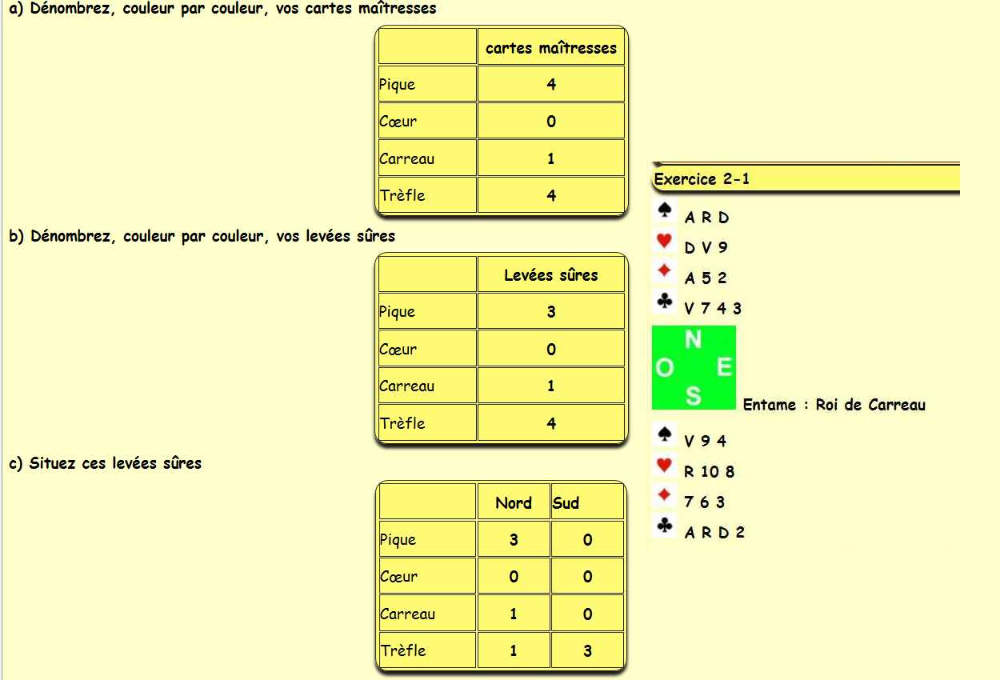 a) Dénombrez, couleur par couleur, vos cartes maîtresses
cartes maîtresses
Pique 4
Cœur 0
Carreau 1
Trèfle 4
b) Dénombrez, couleur par couleur, vos levées sûres
Levées sûres
Pique 3
Cœur 0
Carreau 1
Trèfle 4
c) Situez ces levées sûres
Nord Sud
Pique 3 0
Cœur 0 0
Carreau 1 0
Trèfle 1 3
Exercice 2-1
♠ A R D
♥ D V 9
♦ A 5 2
♣ V 7 4 3
N
O E
S
Entame : Roi de Carreau
♠ V 9 4
♥ R 10 8
♦ 7 6 3
♣ A R D 2